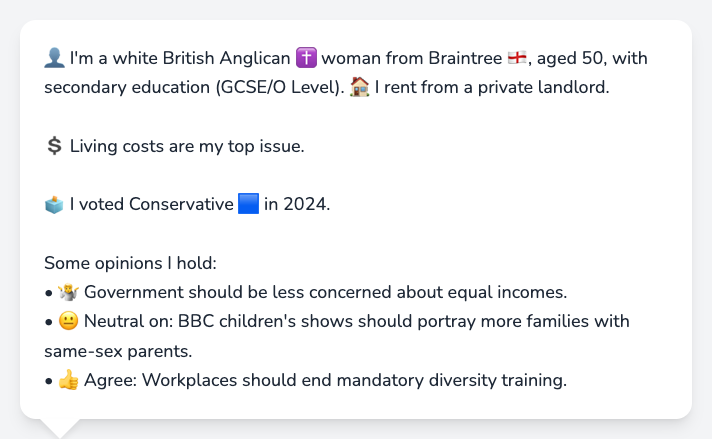 👤 I'm a white British Anglican ✝️ woman from Braintree 🏴󠁧󠁢󠁥󠁮󠁧󠁿, aged 50, with
secondary education (GCSE/O Level). 🏠 I rent from a private landlord.
💲 Living costs are my top issue.
🗳️ I voted Conservative 🟦 in 2024.
Some opinions I hold:
• 🤷 Government should be less concerned about equal incomes.
• 😐 Neutral on: BBC children's shows should portray more families with
same-sex parents.
• 👍 Agree: Workplaces should end mandatory diversity training.